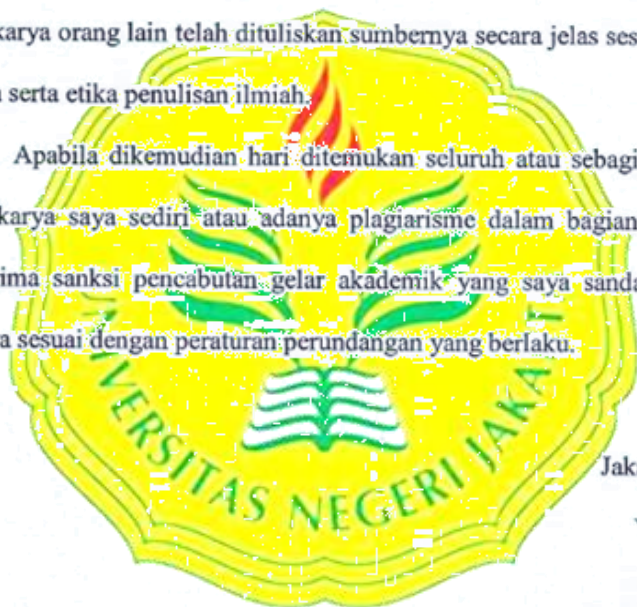 karya orang lain telah dituliskan sumbernya secara jelas ses
serta etika penulisan ilmiah.
Apabila dikemudian hari ditemukan seluruh atau sebagi
karya saya sediri atau adanya plagiarisme dalam bagian
ima sanksi pencabutan gelar akademik yang saya sanda
a sesuai dengan peraturan perundangan yang berlaku.
UNIVERSITAS NEGERI JAKARTA
Jak